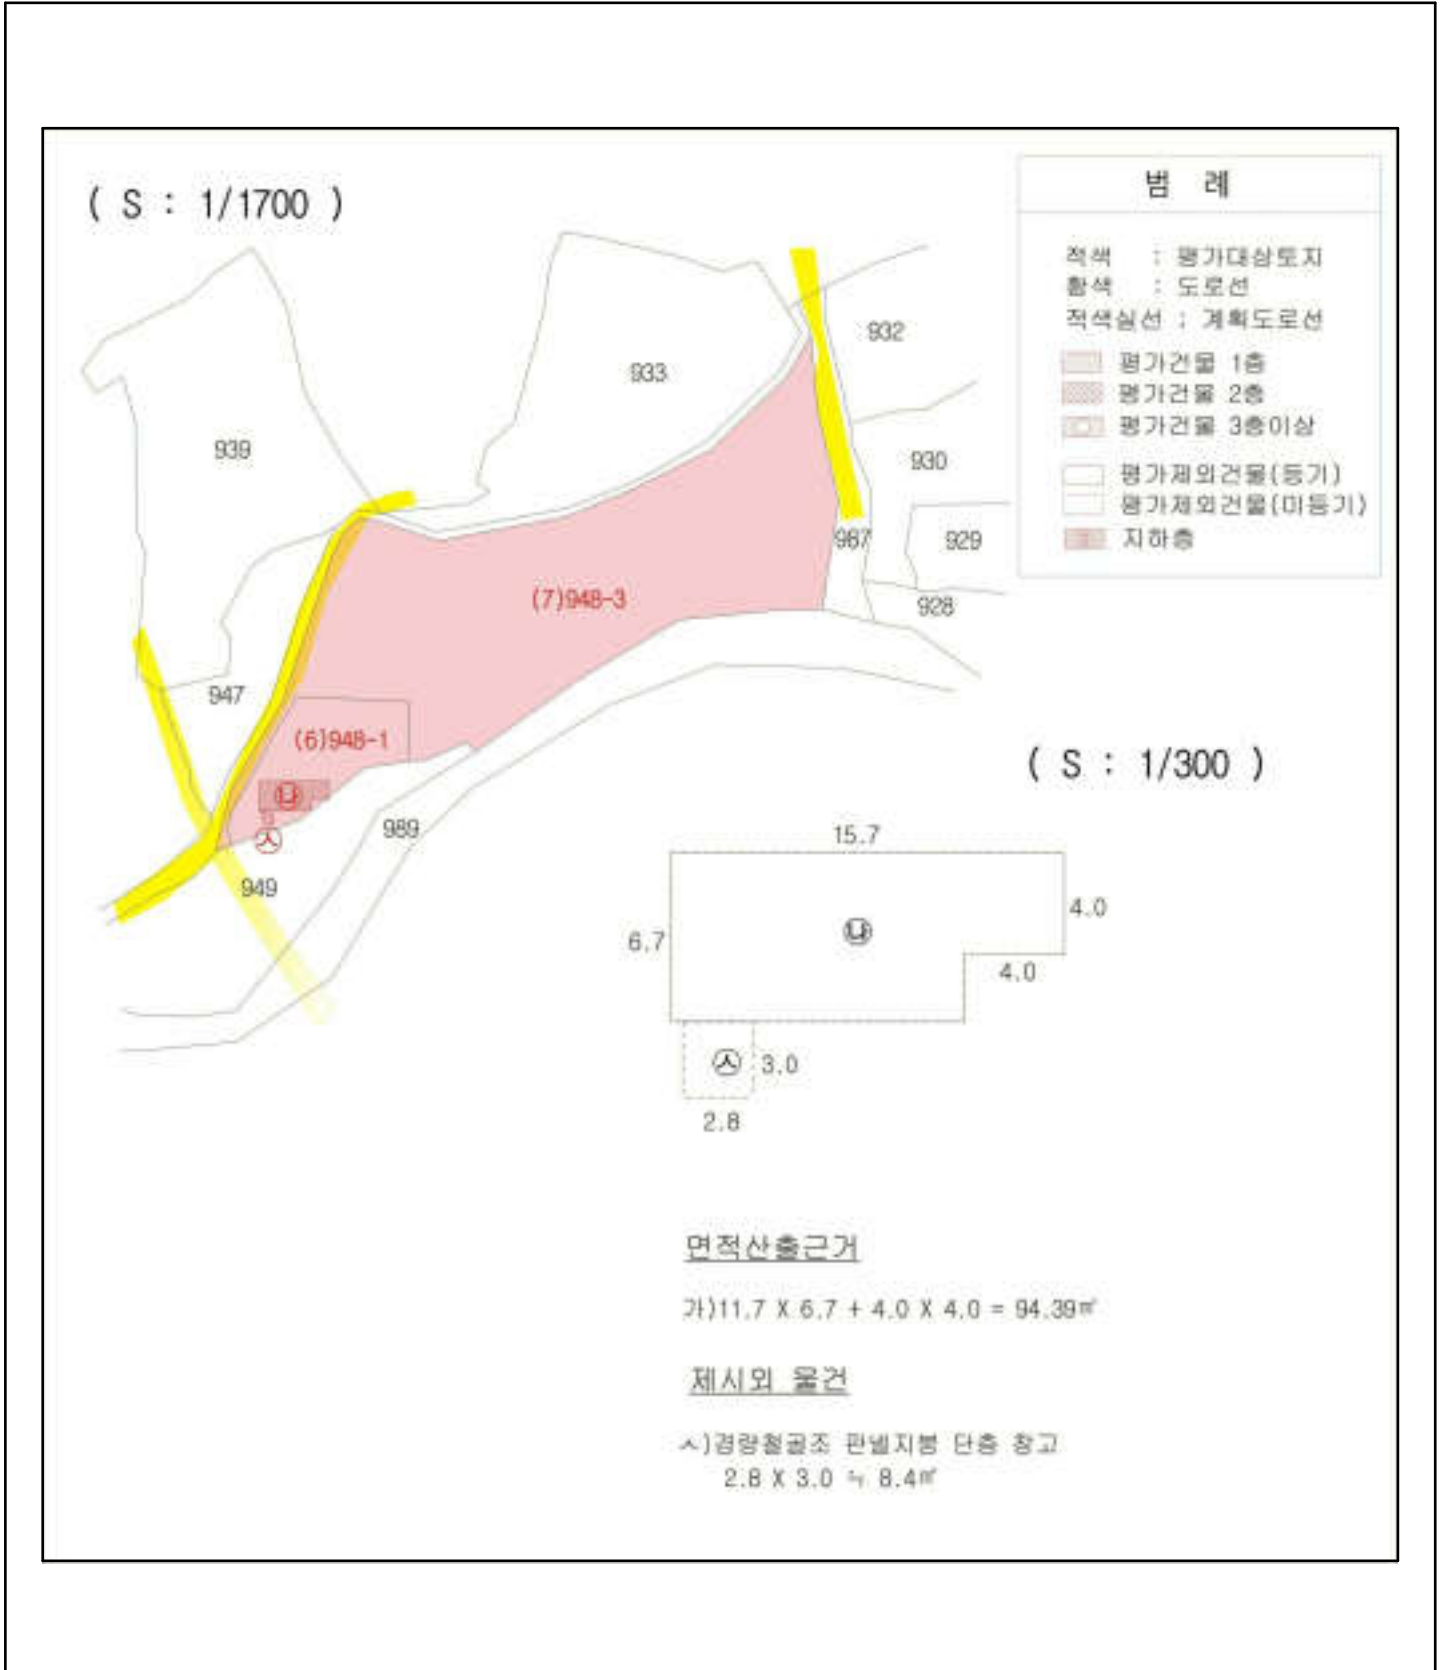 ( S : 1/1700 )
범 례
적색 : 평가대상토지
황색 : 도로선
적색실선 : 계획도로선
평가건물 1층
평가건물 2층
평가건물 3층이상
평가제외건물(등기)
평가제외건물(미등기)
지하층
932
933
939
930
987
929
(7)948-3
928
947
(6)948-1
㉯
㉦
989
949
( S : 1/300 )
15.7
4.0
6.7
㉯
4.0
㉦
3.0
2.8
면적산출근거
가)11.7 X 6.7 + 4.0 X 4.0 = 94.39㎡
제시외 물건
ㅅ)경량철골조 판넬지붕 단층 창고
2.8 X 3.0 ≒ 8.4㎡